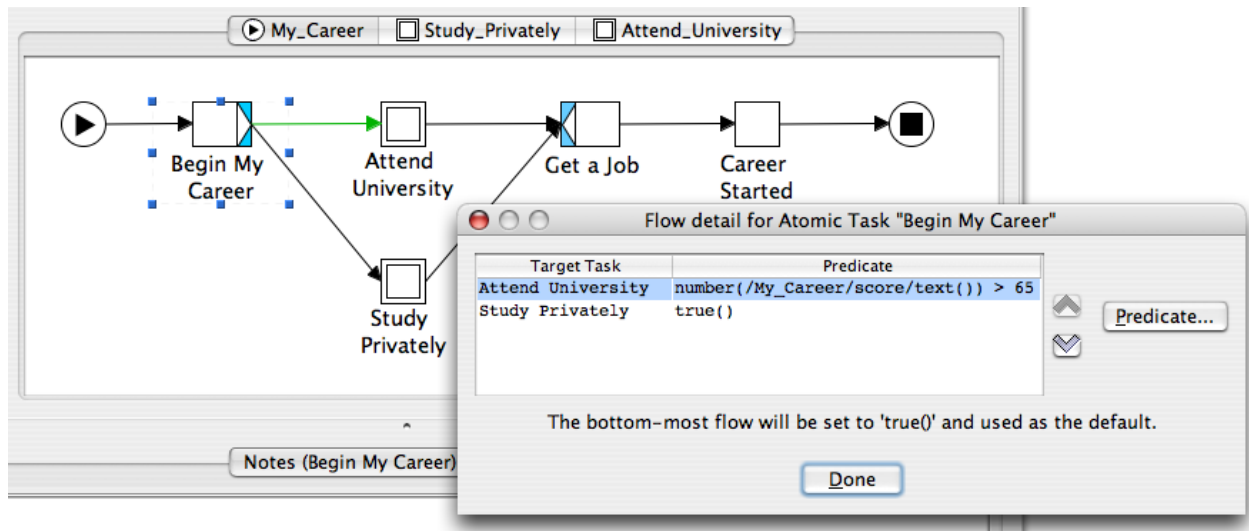 My_Career
Study_Privately
Attend_University
Begin My
Career
Attend
University
Get a Job
Career
Started
Study
Privately
Flow detail for Atomic Task "Begin My Career"
Target Task Predicate
Attend University number(/My_Career/score/text()) > 65
Study Privately true()
Predicate...
The bottom-most flow will be set to 'true()' and used as the default.
Done
Notes (Begin My Career)